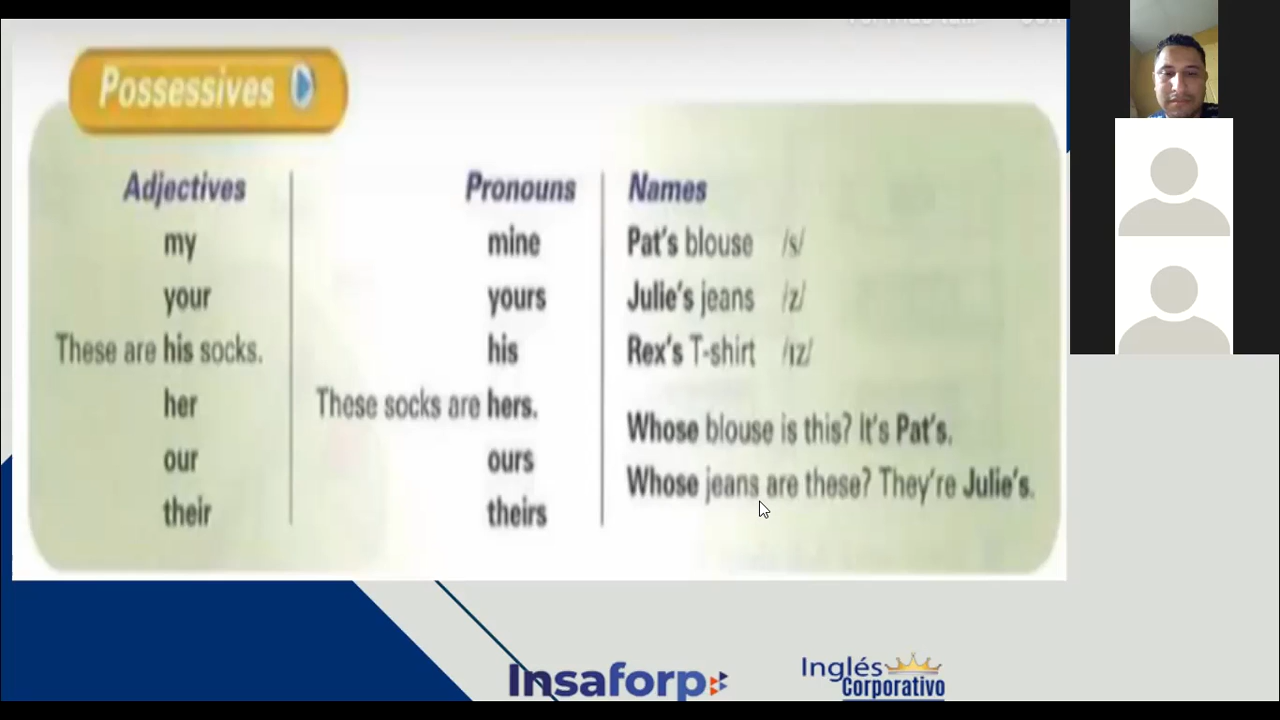 Possessives
Adjectives
my
your
These are his socks.
her
our
their
Pronouns
mine
yours
his
These socks are hers.
ours
theirs
Names
Pat's blouse /s/
Julie's jeans /z/
Rex's T-shirt /ɪz/
Whose blouse is this? It's Pat's.
Whose jeans are these? They're Julie's.
Insaforp
Inglés
Corporativo